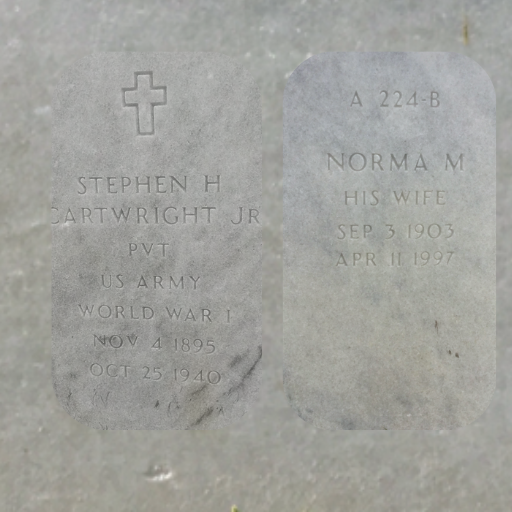 STEPHEN H
CARTWRIGHT JR
PVT
US ARMY
WORLD WAR I
NOV 4 1895
OCT 25 1940
A 224-B
NORMA M
HIS WIFE
SEP 3 1903
APR 11 1997